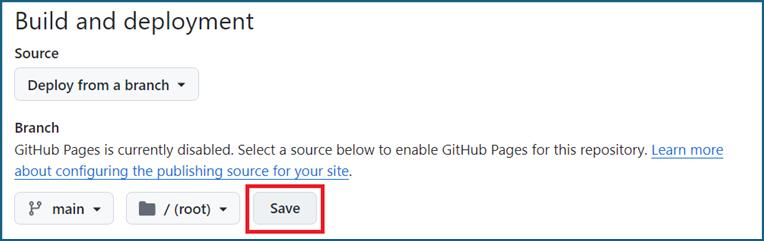 Build and deployment
Source
Deploy from a branch
Branch
GitHub Pages is currently disabled. Select a source below to enable GitHub Pages for this repository. Learn more
about configuring the publishing source for your site.
main / (root) Save